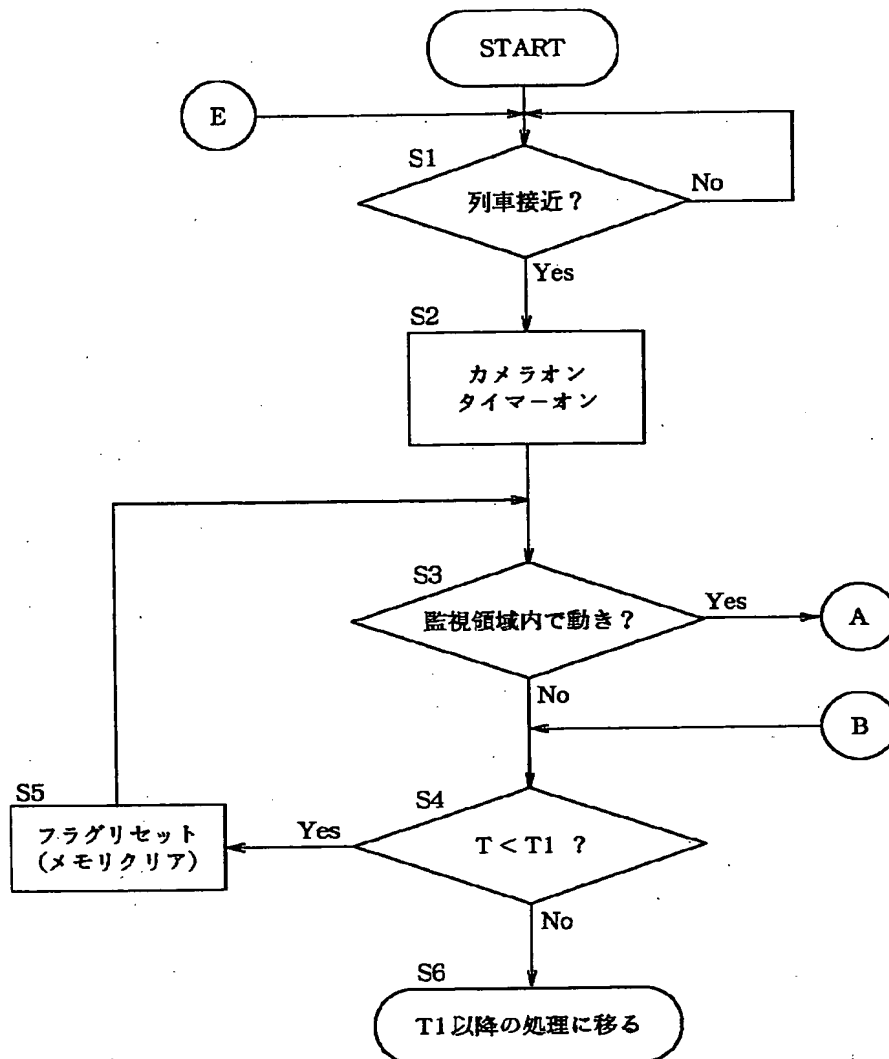 START
E
S1
列車接近?
No
Yes
S2
カメラオン
タイマーオン
S3
監視領域内で動き?
Yes
A
No
B
S5
フラグリセット
(メモリクリア)
Yes
S4
T<T1 ?
No
S6
T1以降の処理に移る